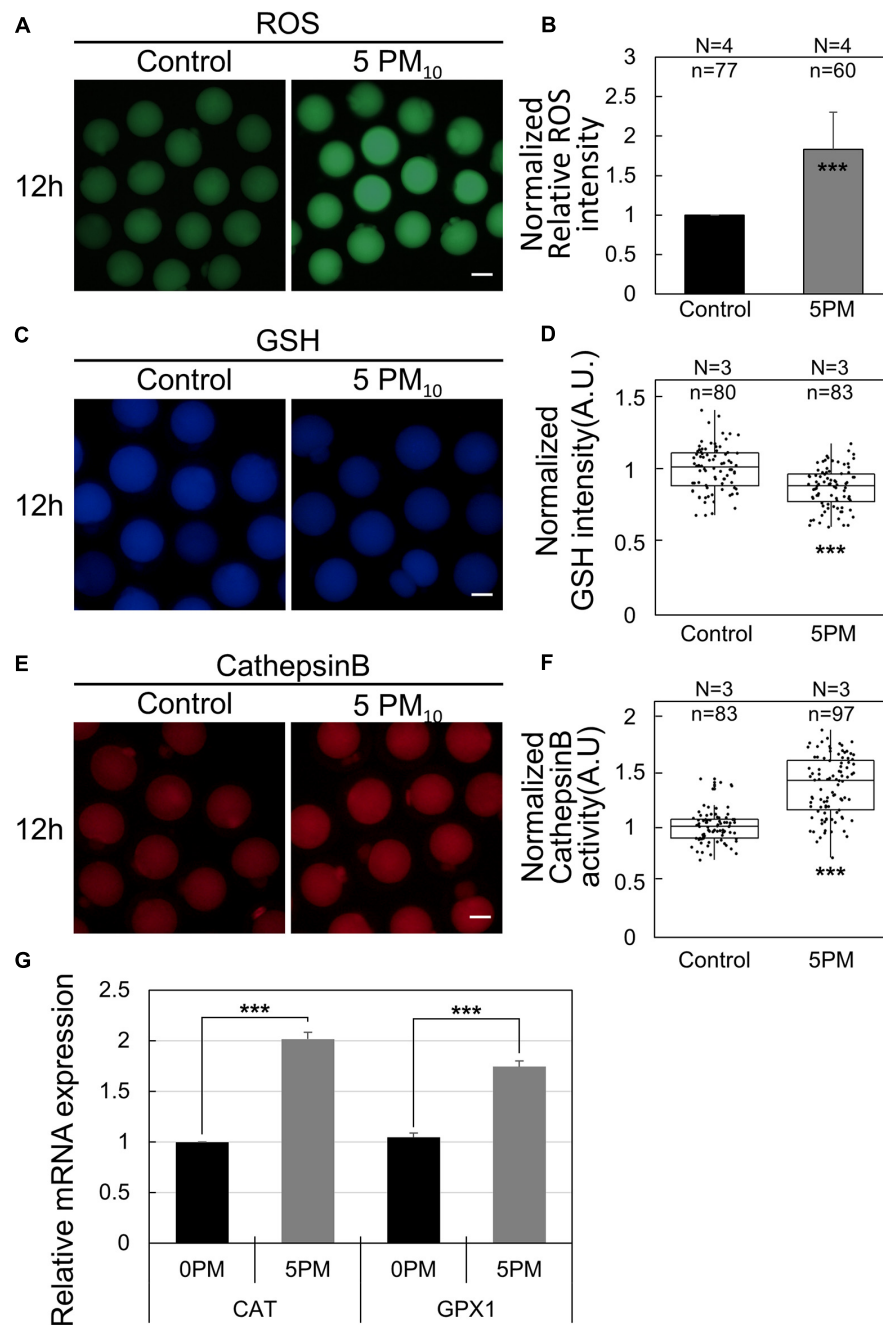 A
ROS
Control
5 PM10
12h
B
N=4
N=4
n=77
n=60
Normalized
Relative ROS
intensity
3
2.5
2
1.5
1
0.5
0
***
Control
5PM
C
GSH
Control
5 PM10
12h
D
N=3
N=3
n=80
n=83
Normalized
GSH intensity(A.U.)
1.5
1
0.5
0
***
Control
5PM
E
CathepsinB
Control
5 PM10
12h
F
N=3
N=3
n=83
n=97
Normalized
CathepsinB
activity(A.U)
2
1.5
1
0.5
0
***
Control
5PM
G
Relative mRNA expression
2.5
2
1.5
1
0.5
0
***
***
0PM
5PM
0PM
5PM
CAT
GPX1